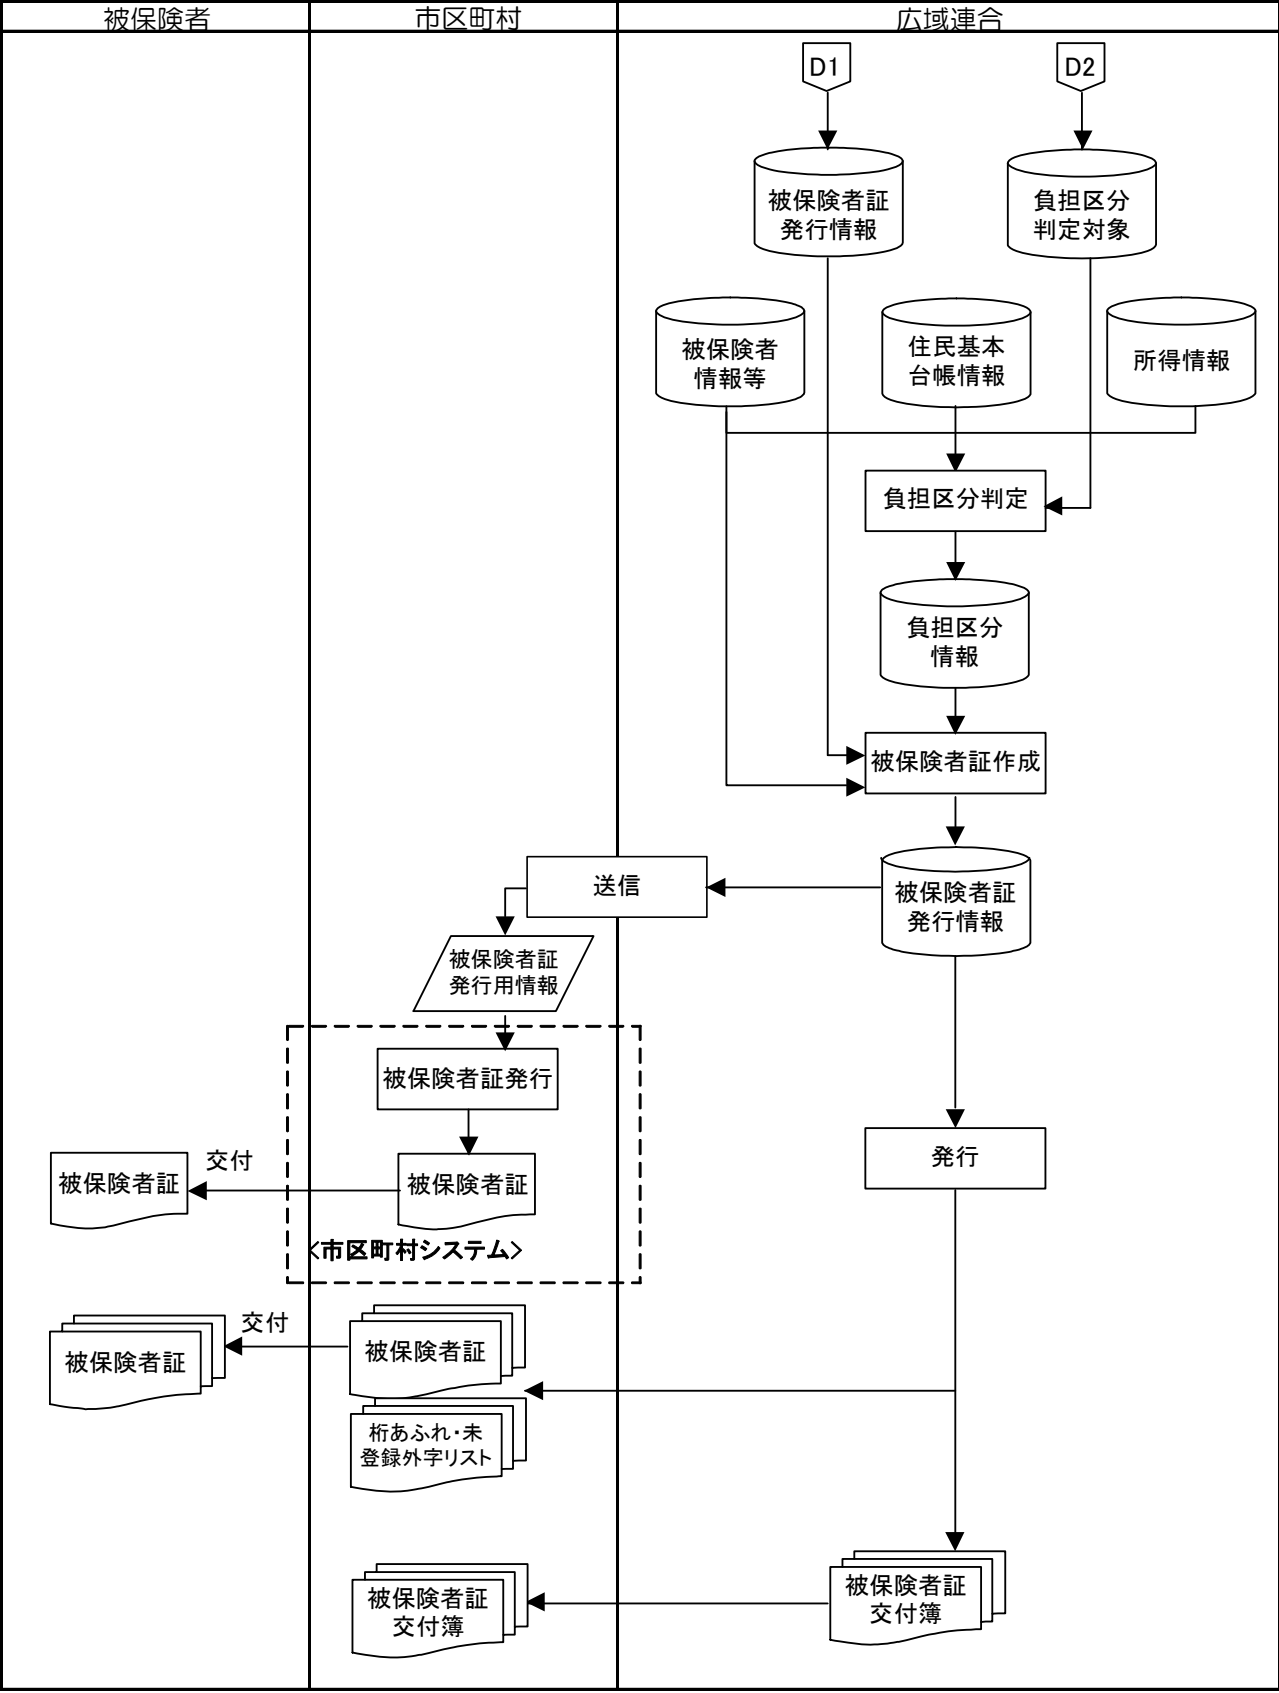 被保険者
市区町村
広域連合
D1
D2
被保険者証
発行情報
負担区分
判定対象
被保険者
情報等
住民基本
台帳情報
所得情報
負担区分判定
負担区分
情報
被保険者証作成
送信
被保険者証
発行情報
被保険者証
発行用情報
被保険者証発行
発行
交付
被保険者証
被保険者証
<市区町村システム>
交付
被保険者証
被保険者証
桁あふれ・未
登録外字リスト
被保険者証
交付簿
被保険者証
交付簿